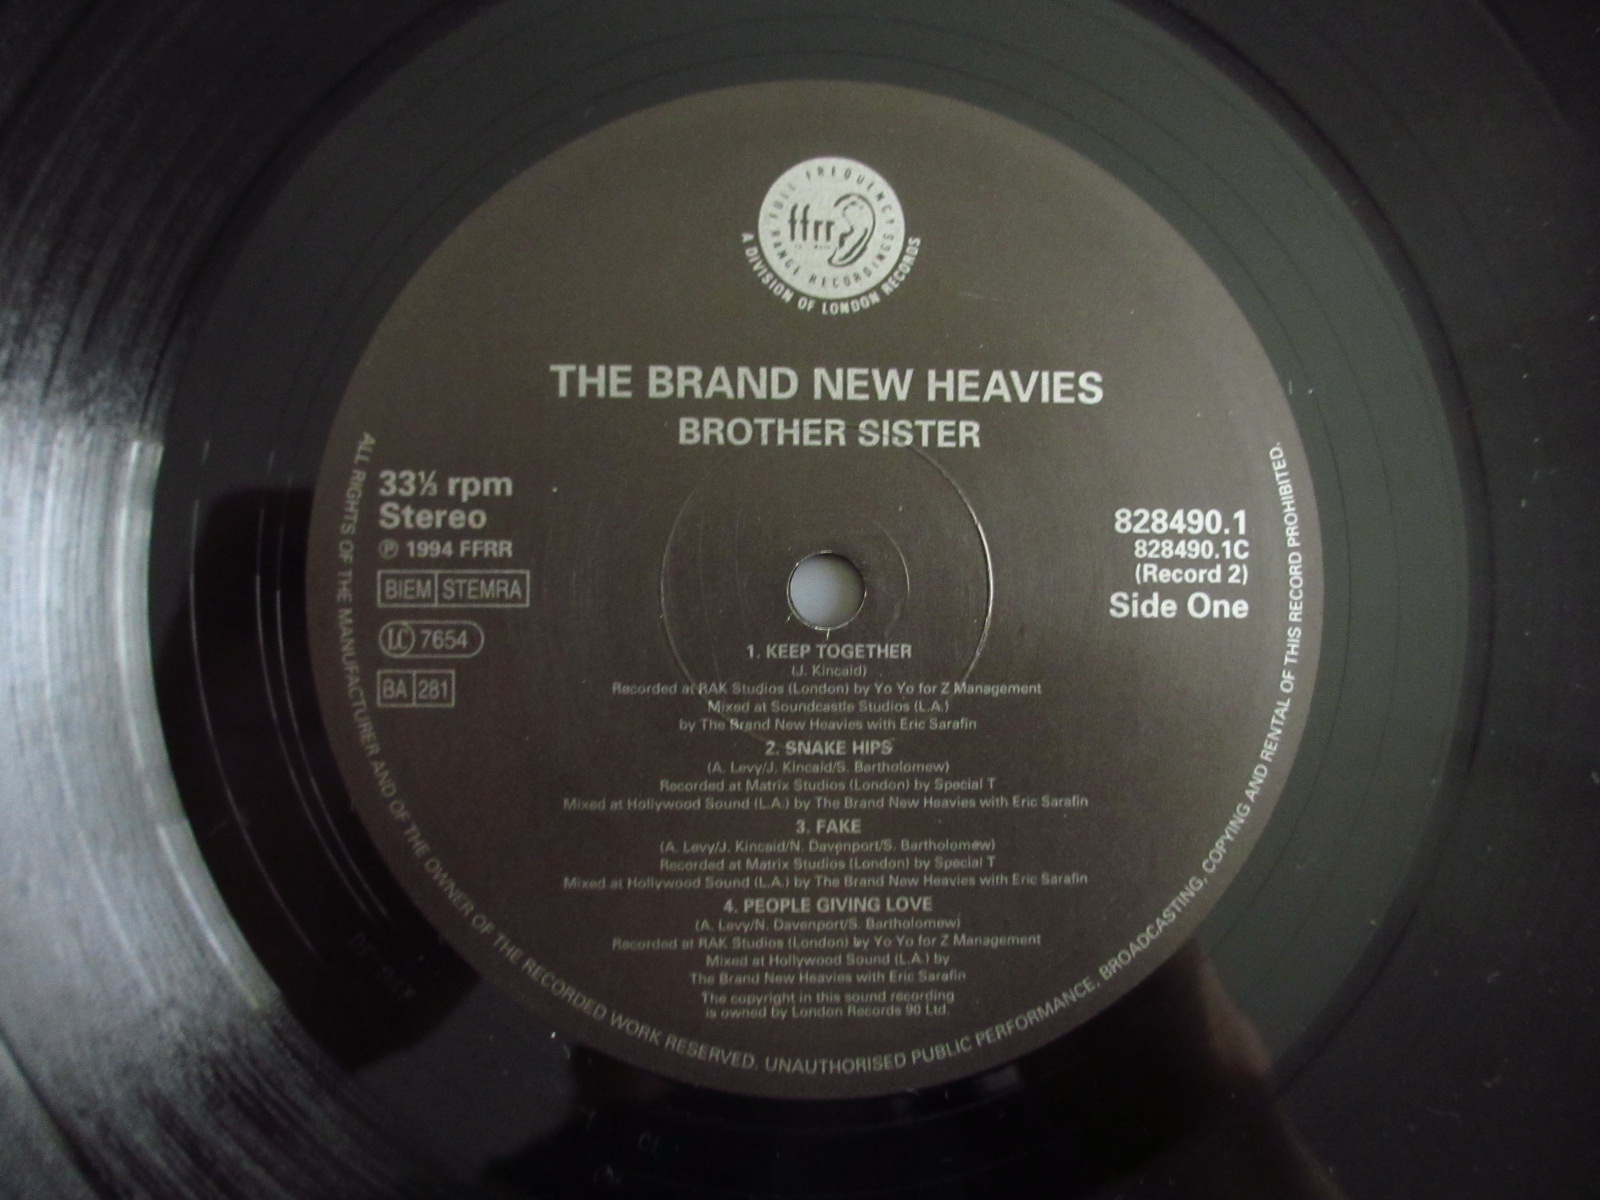 FULL FREQUENCY
ffrr
RANGE RECORDINGS
A DIVISION OF LONDON RECORDS
THE BRAND NEW HEAVIES
BROTHER SISTER
33⅓ rpm
Stereo
℗ 1994 FFRR
BIEM STEMRA
LC 7654
BA 281
828490.1
828490.1C
(Record 2)
Side One
1. KEEP TOGETHER
(J. Kincaid)
Recorded at RAK Studios (London) by Yo Yo for Z Management
Mixed at Soundcastle Studios (L.A.)
by The Brand New Heavies with Eric Sarafin
2. SNAKE HIPS
(A. Levy/J. Kincaid/S. Bartholomew)
Recorded at Matrix Studios (London) by Special T
Mixed at Hollywood Sound (L.A.) by The Brand New Heavies with Eric Sarafin
3. FAKE
(A. Levy/J. Kincaid/N. Davenport/S. Bartholomew)
Recorded at Matrix Studios (London) by Special T
Mixed at Hollywood Sound (L.A.) by The Brand New Heavies with Eric Sarafin
4. PEOPLE GIVING LOVE
(A. Levy/N. Davenport/S. Bartholomew)
Recorded at RAK Studios (London) by Yo Yo for Z Management
Mixed at Hollywood Sound (L.A.) by
The Brand New Heavies with Eric Sarafin
The copyright in this sound recording
is owned by London Records 90 Ltd.
ALL RIGHTS OF THE MANUFACTURER AND OF THE OWNER OF THE RECORDED WORK RESERVED. UNAUTHORISED PUBLIC PERFORMANCE, BROADCASTING, COPYING AND RENTAL OF THIS RECORD PROHIBITED.